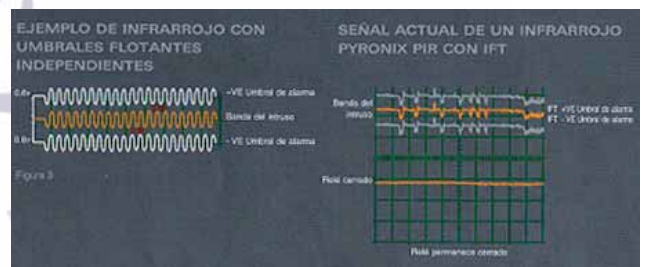 EJEMPLO DE INFRARROJO CON
UMBRALES FLOTANTES
INDEPENDIENTES
+VE Umbral de alarma
Banda del intruso
- VE Umbral de alarma
Figura 3
SEÑAL ACTUAL DE UN INFRARROJO
PYRONIX PIR CON IFT
Banda del
intruso
IFT +VE Umbral de alarma
IFT - VE Umbral de alarma
Relé cerrado
Relé permanece cerrado